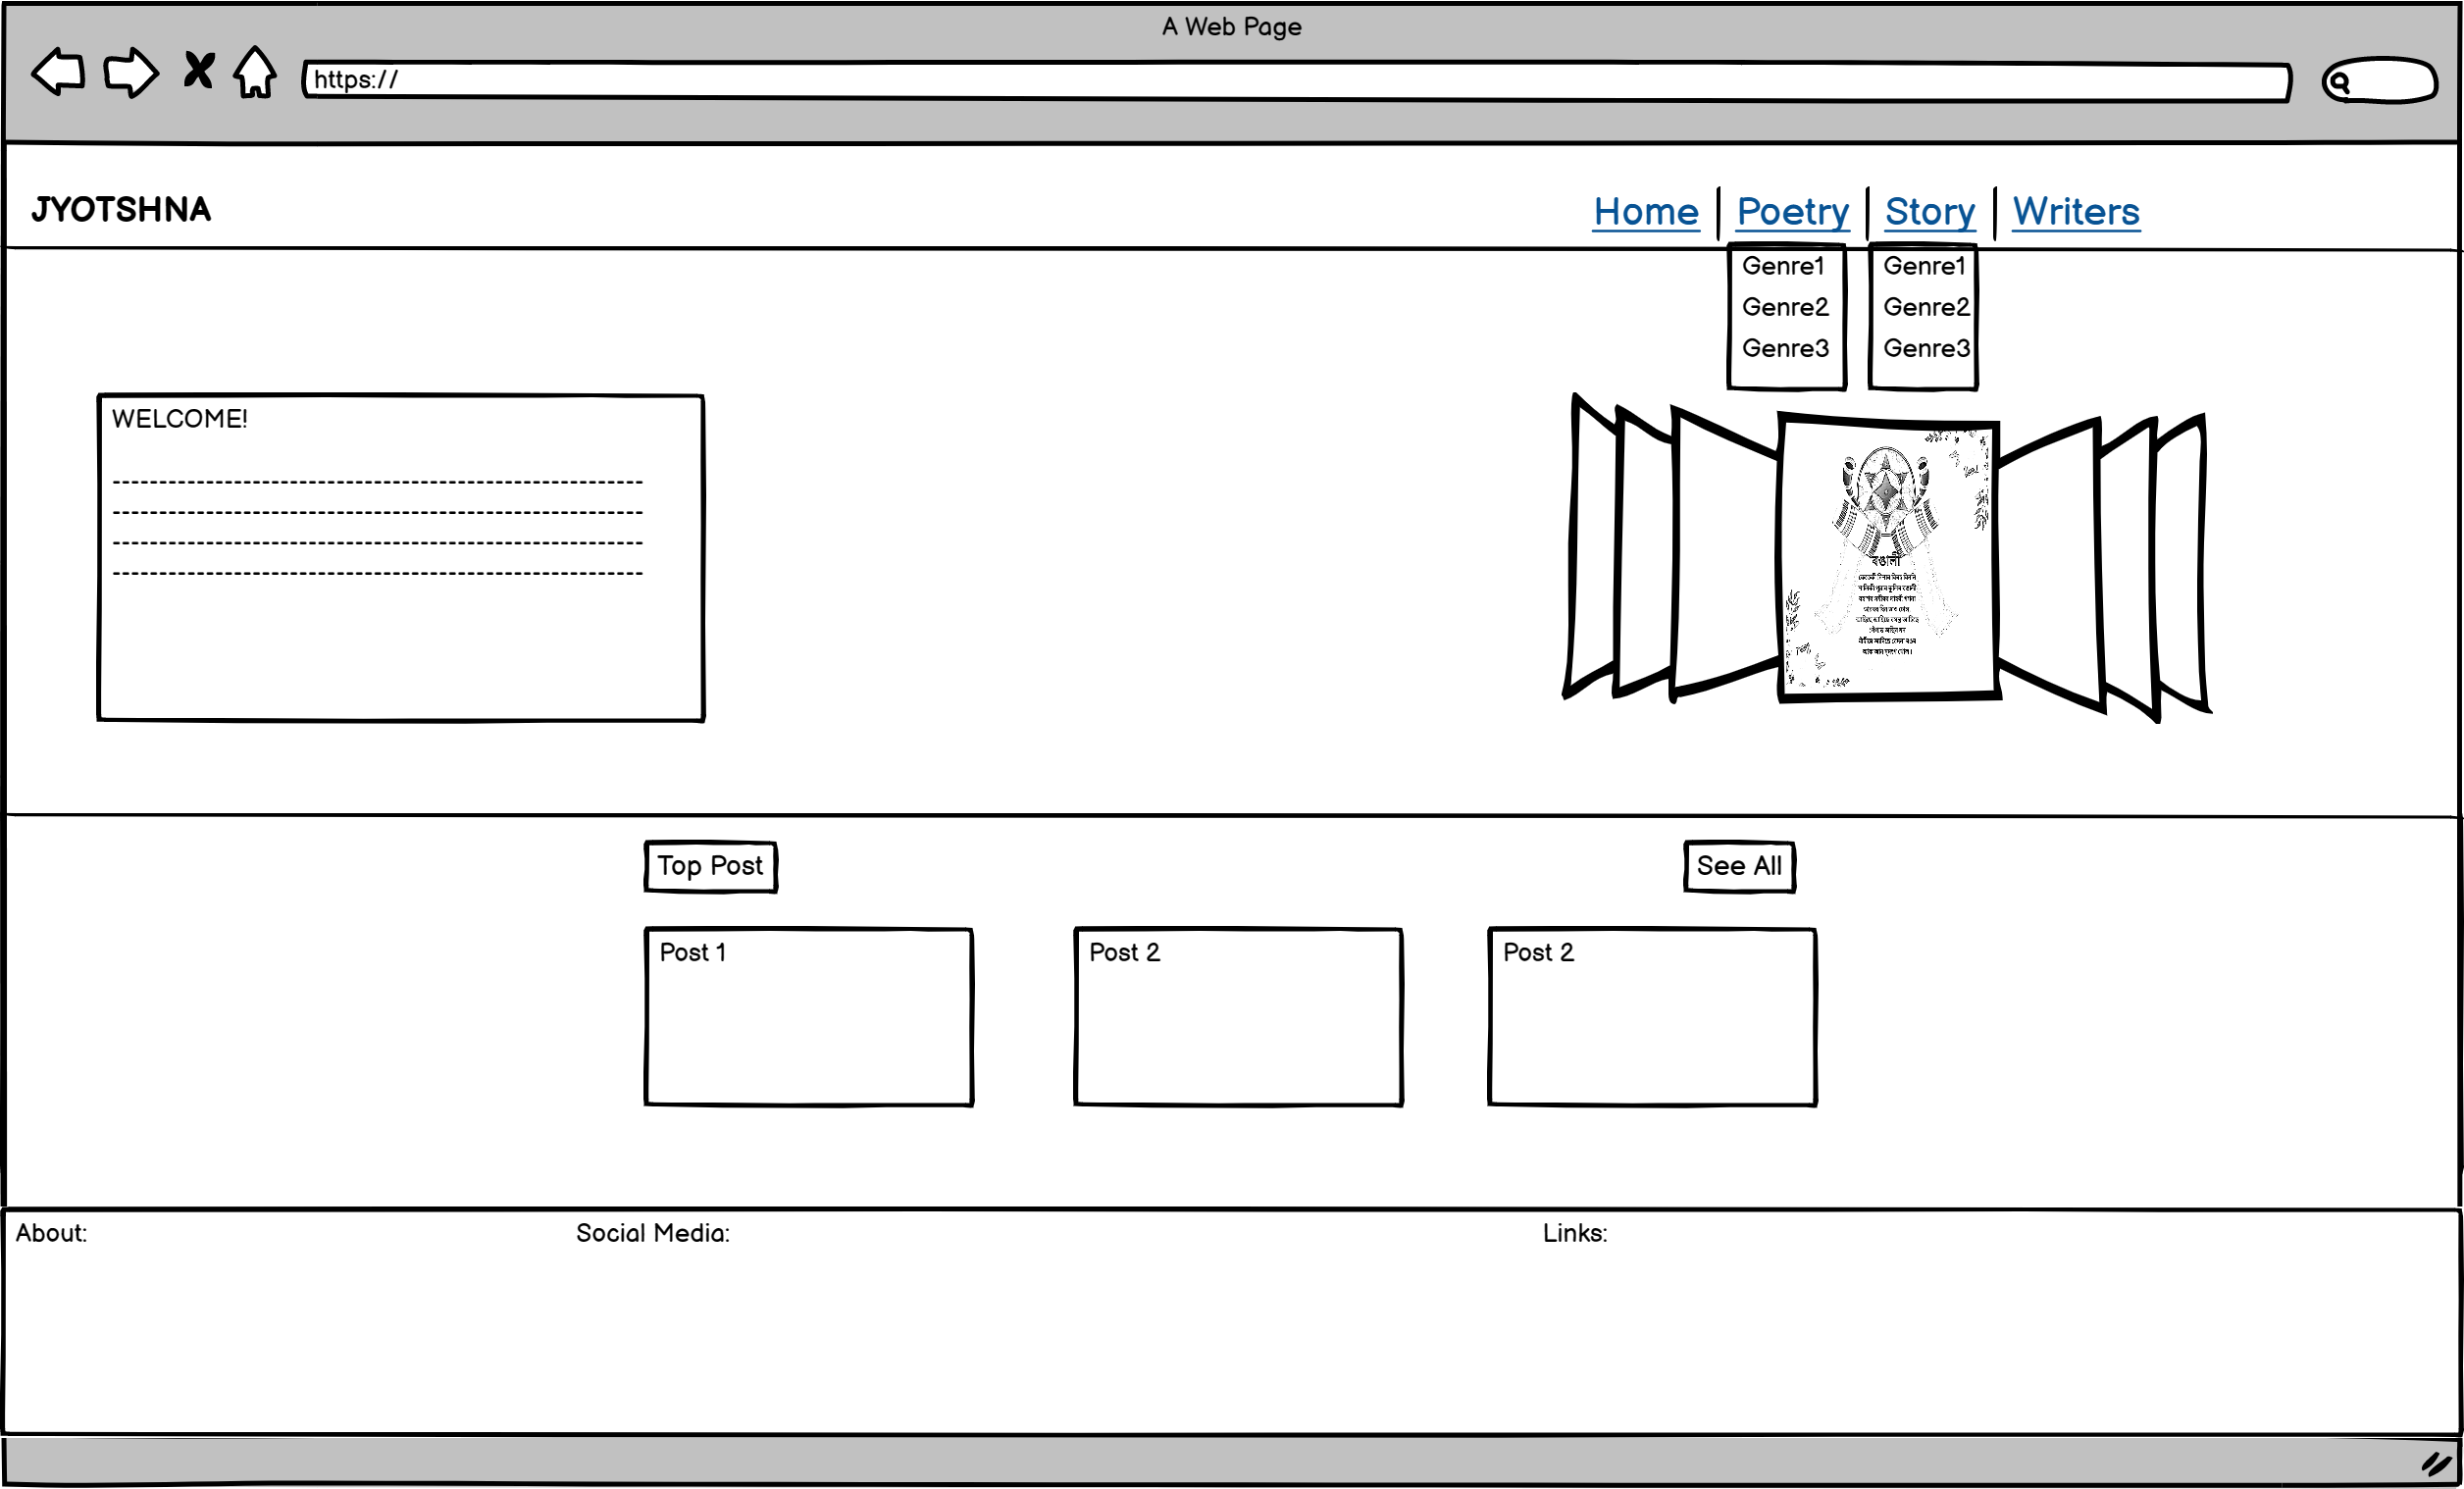 A Web Page
https://
JYOTSHNA
Home
Poetry
Story
Writers
Genre1
Genre2
Genre3
Genre1
Genre2
Genre3
WELCOME!
Top Post
See All
Post 1
Post 2
Post 2
About:
Social Media:
Links: